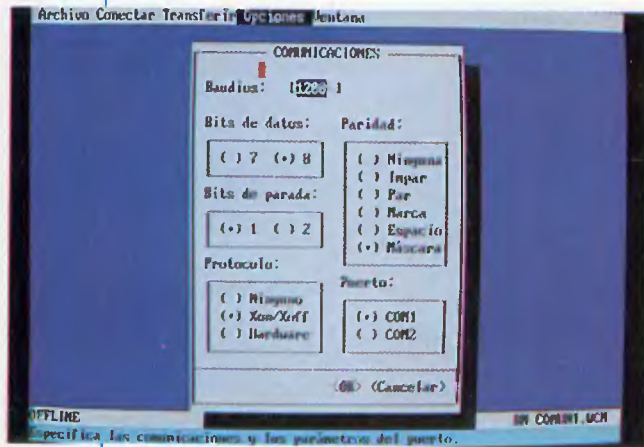 Archivo Conectar Transferir Opciones Ventana
COMUNICACIONES
Baudios: [1200 ]
Bits de datos: Paridad:
( ) 7 (•) 8
( ) Ninguna
( ) Impar
( ) Par
( ) Marca
( ) Espacio
(•) Máscara
Bits de parada:
(•) 1 ( ) 2
Protocolo:
( ) Ninguno
(•) Xon/Xoff
( ) Hardware
Puerto:
(•) COM1
( ) COM2
<OK> <Cancelar>
OFFLINE
COMUN1.WCM
Especifica las comunicaciones y los parámetros del puerto.